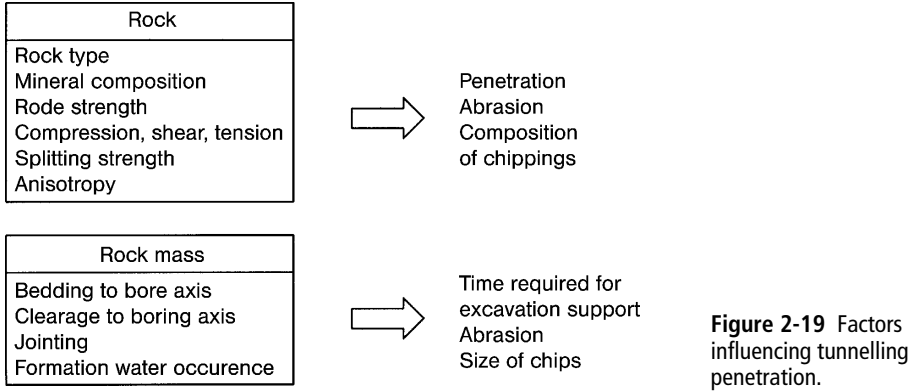 Rock
Rock type
Mineral composition
Rode strength
Compression, shear, tension
Splitting strength
Anisotropy
Penetration
Abrasion
Composition
of chippings
Rock mass
Bedding to bore axis
Clearage to boring axis
Jointing
Formation water occurence
Time required for
excavation support
Abrasion
Size of chips
Figure 2-19 Factors
influencing tunnelling
penetration.